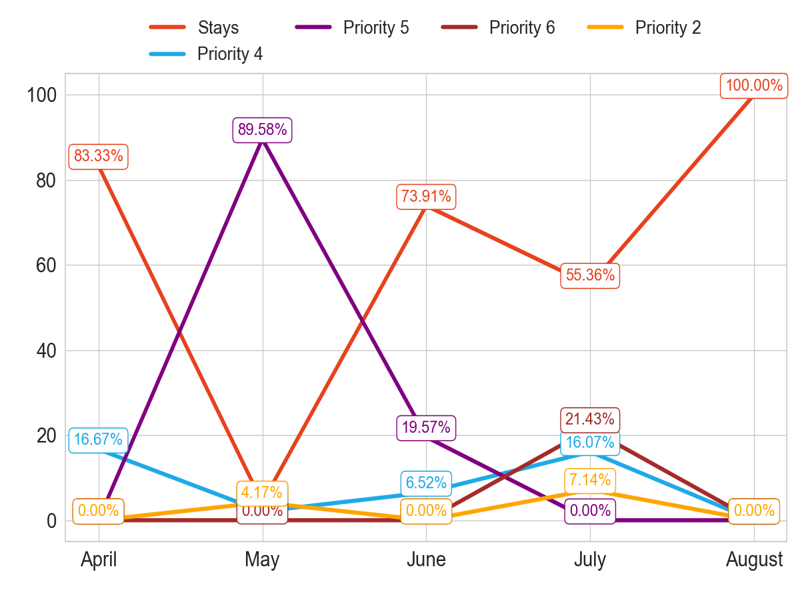 Stays
Priority 5
Priority 6
Priority 2
Priority 4
100
80
60
40
20
0
83.33%
16.67%
0.00%
89.58%
4.17%
0.00%
73.91%
19.57%
6.52%
0.00%
55.36%
21.43%
16.07%
7.14%
0.00%
100.00%
0.00%
April
May
June
July
August